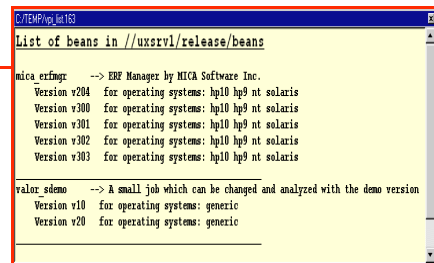 C:/TEMP/vpi_list.163
List of beans in //uxsrv1/release/beans
mica_erfmgr --> ERF Manager by MICA Software Inc.
Version v204 for operating systems: hp10 hp9 nt solaris
Version v300 for operating systems: hp10 hp9 nt solaris
Version v301 for operating systems: hp10 hp9 nt solaris
Version v302 for operating systems: hp10 hp9 nt solaris
Version v303 for operating systems: hp10 hp9 nt solaris
valor_sdemo --> A small job which can be changed and analyzed with the demo version
Version v10 for operating systems: generic
Version v20 for operating systems: generic